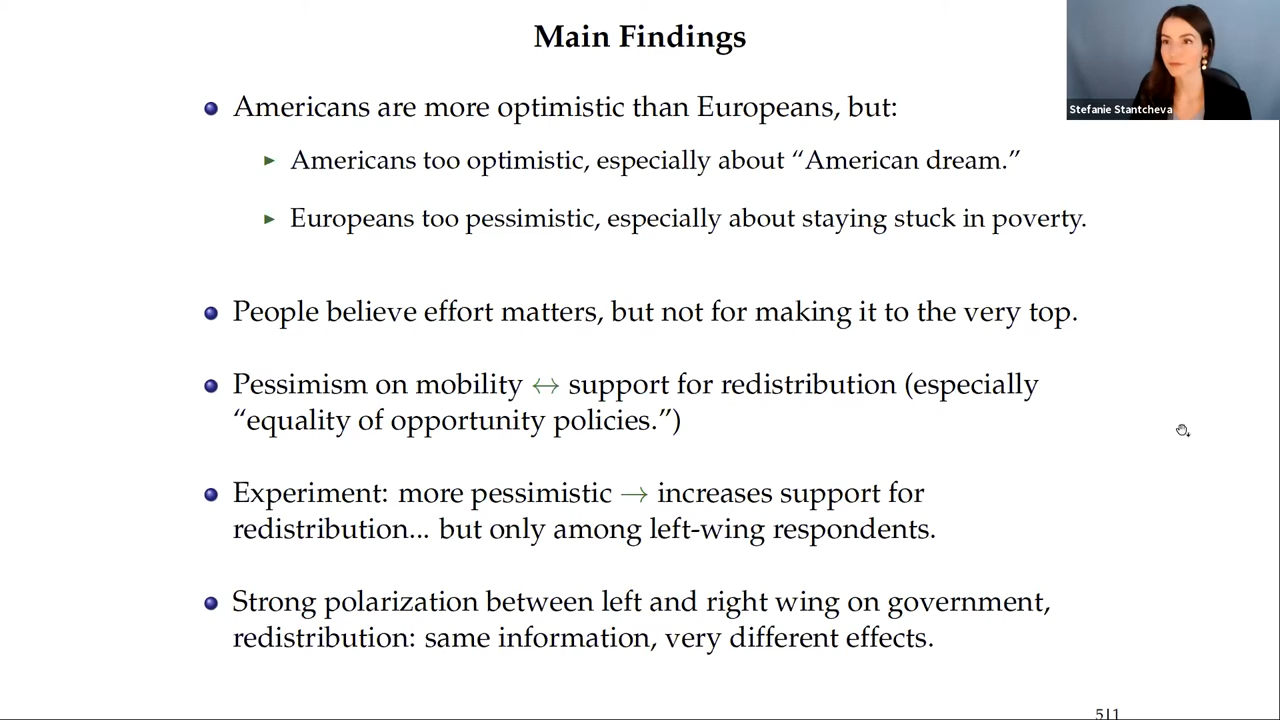 Main Findings
Stefanie Stantcheva
Americans are more optimistic than Europeans, but:
Americans too optimistic, especially about “American dream.”
Europeans too pessimistic, especially about staying stuck in poverty.
People believe effort matters, but not for making it to the very top.
Pessimism on mobility ↔ support for redistribution (especially
“equality of opportunity policies.”)
Experiment: more pessimistic → increases support for
redistribution... but only among left-wing respondents.
Strong polarization between left and right wing on government,
redistribution: same information, very different effects.